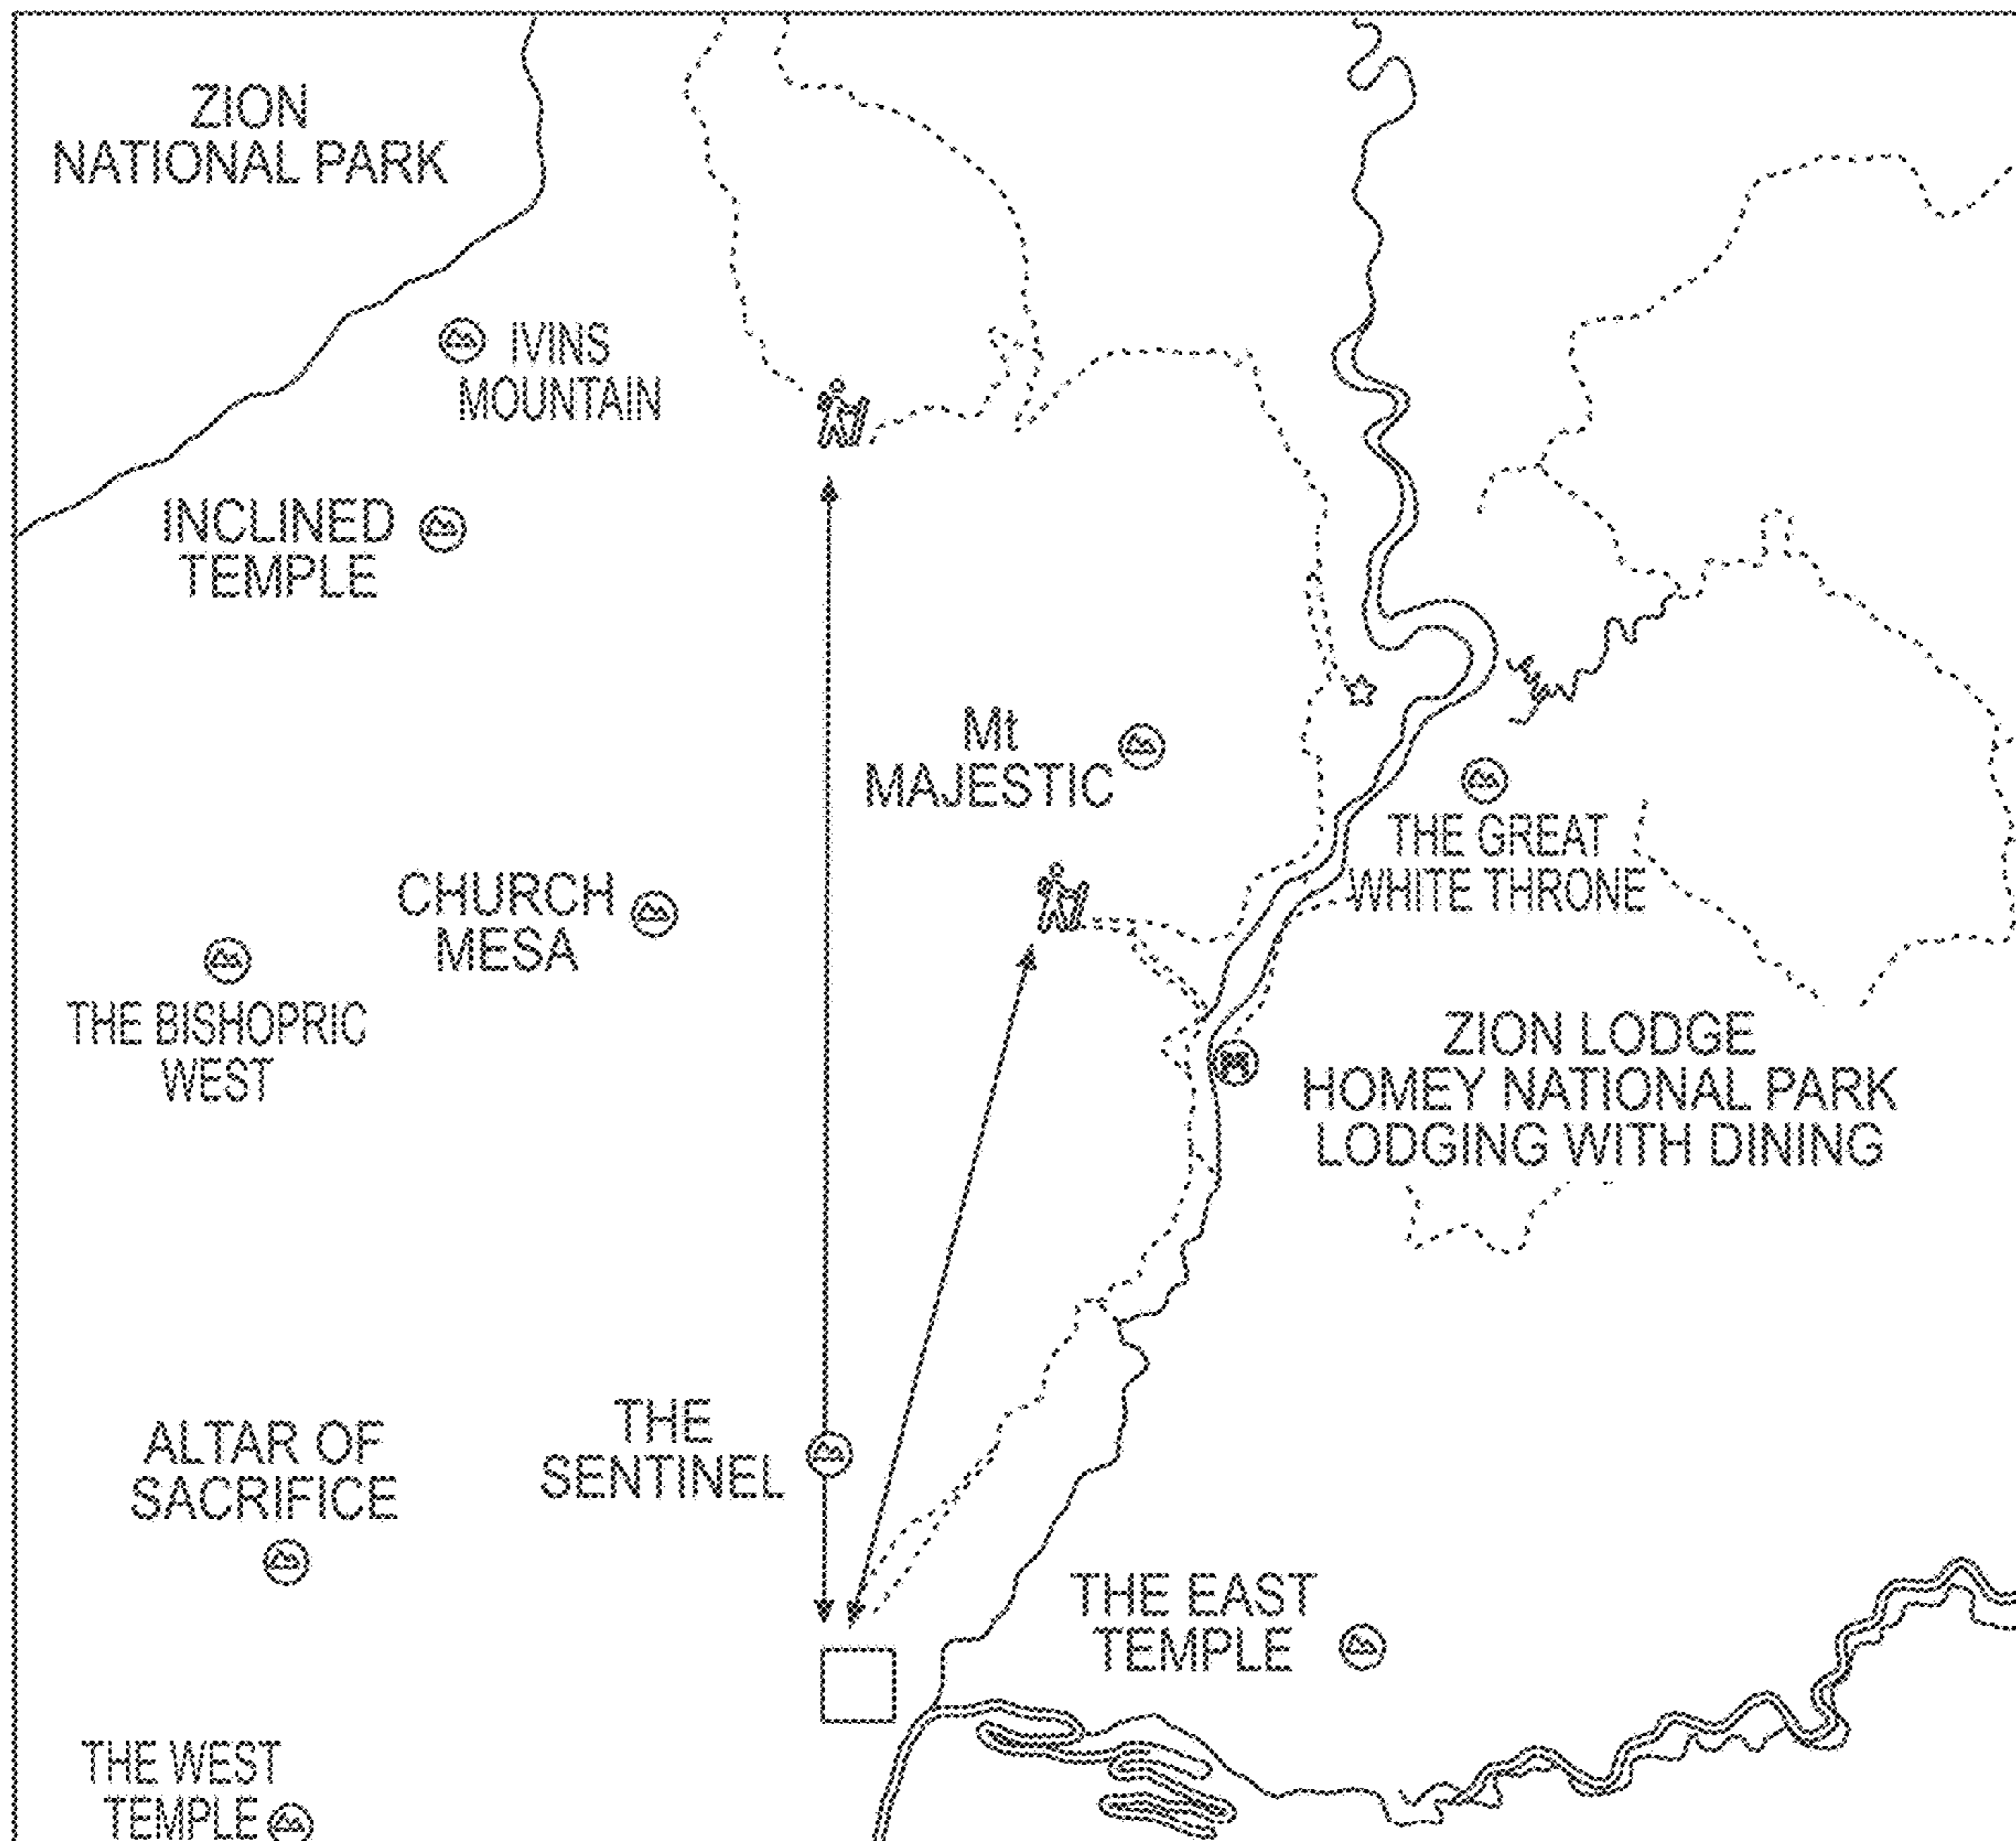 ZION
NATIONAL PARK
IVINS
MOUNTAIN
INCLINED
TEMPLE
Mt
MAJESTIC
THE GREAT
WHITE THRONE
CHURCH
MESA
THE BISHOPRIC
WEST
ZION LODGE
HOMEY NATIONAL PARK
LODGING WITH DINING
THE
SENTINEL
ALTAR OF
SACRIFICE
THE EAST
TEMPLE
THE WEST
TEMPLE